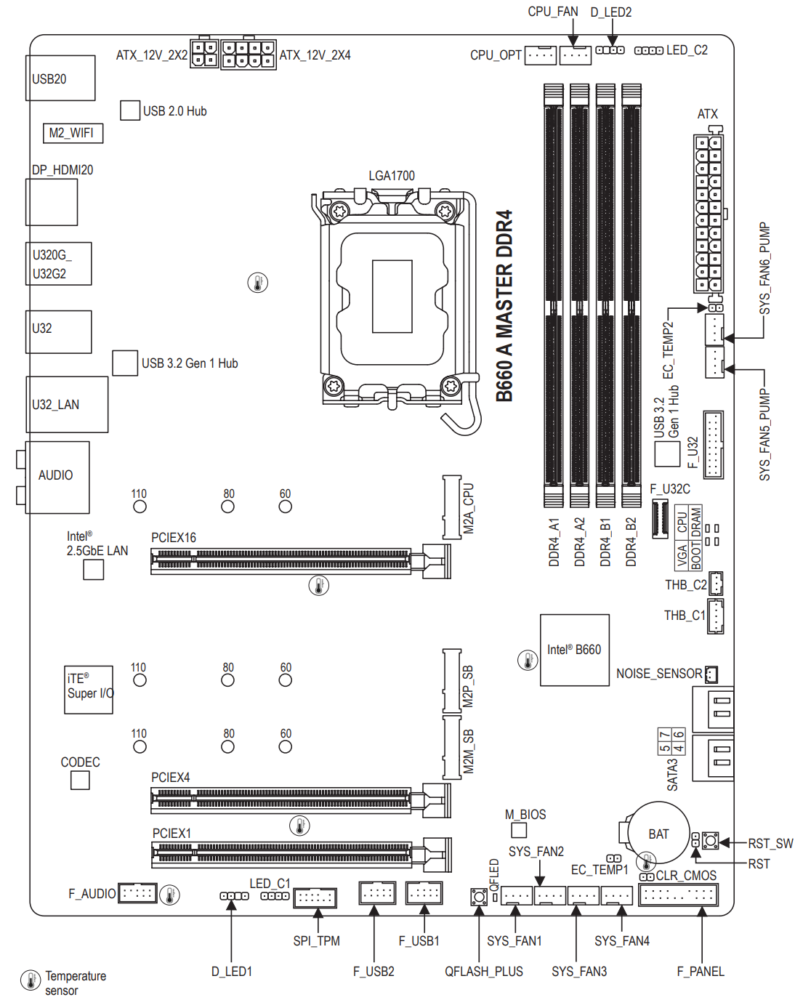 CPU_FAN
D_LED2
ATX_12V_2X2
ATX_12V_2X4
CPU_OPT
LED_C2
USB20
USB 2.0 Hub
ATX
M2_WIFI
DP_HDMI20
LGA1700
B660 A MASTER DDR4
U320G_
U32G2
SYS_FAN6_PUMP
EC_TEMP2
U32
USB 3.2 Gen 1 Hub
U32_LAN
USB 3.2
Gen 1 Hub
F_U32
SYS_FAN5_PUMP
AUDIO
110
80
60
M2A_CPU
F_U32C
CPU
DRAM
VGA
BOOT
DDR4_A1
DDR4_A2
DDR4_B1
DDR4_B2
Intel®
2.5GbE LAN
PCIEX16
THB_C2
THB_C1
Intel® B660
110
80
60
M2P_SB
NOISE_SENSOR
iTE®
Super I/O
110
80
60
M2M_SB
5 7
4 6
SATA3
CODEC
PCIEX4
M_BIOS
BAT
PCIEX1
RST_SW
RST
SYS_FAN2
EC_TEMP1
CLR_CMOS
QFLED
F_AUDIO
LED_C1
SPI_TPM
F_USB1
SYS_FAN1
SYS_FAN4
D_LED1
F_USB2
QFLASH_PLUS
SYS_FAN3
F_PANEL
Temperature
sensor